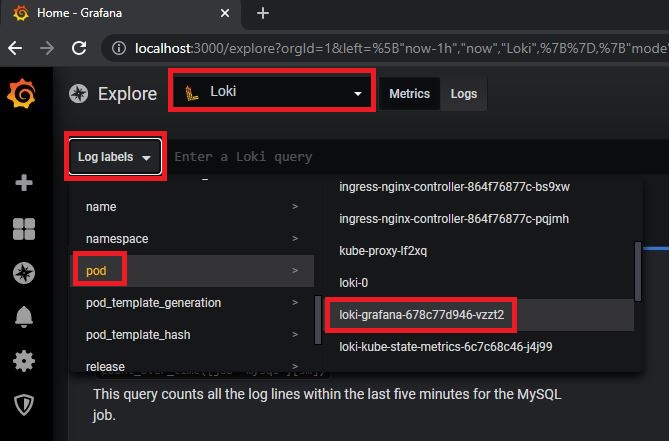 Home - Grafana
localhost:3000/explore?orgId=1&left=%5B"now-1h","now","Loki",%7B%7D,%7B"mode"
Explore
Loki
Metrics
Logs
Log labels
Enter a Loki query
name >
namespace >
pod >
pod_template_generation >
pod_template_hash >
release >
ingress-nginx-controller-864f76877c-bs9xw
ingress-nginx-controller-864f76877c-pqjmh
kube-proxy-lf2xq
loki-0
loki-grafana-678c77d946-vzzt2
loki-kube-state-metrics-6c7c68c46-j4j99
This query counts all the log lines within the last five minutes for the MySQL
job.